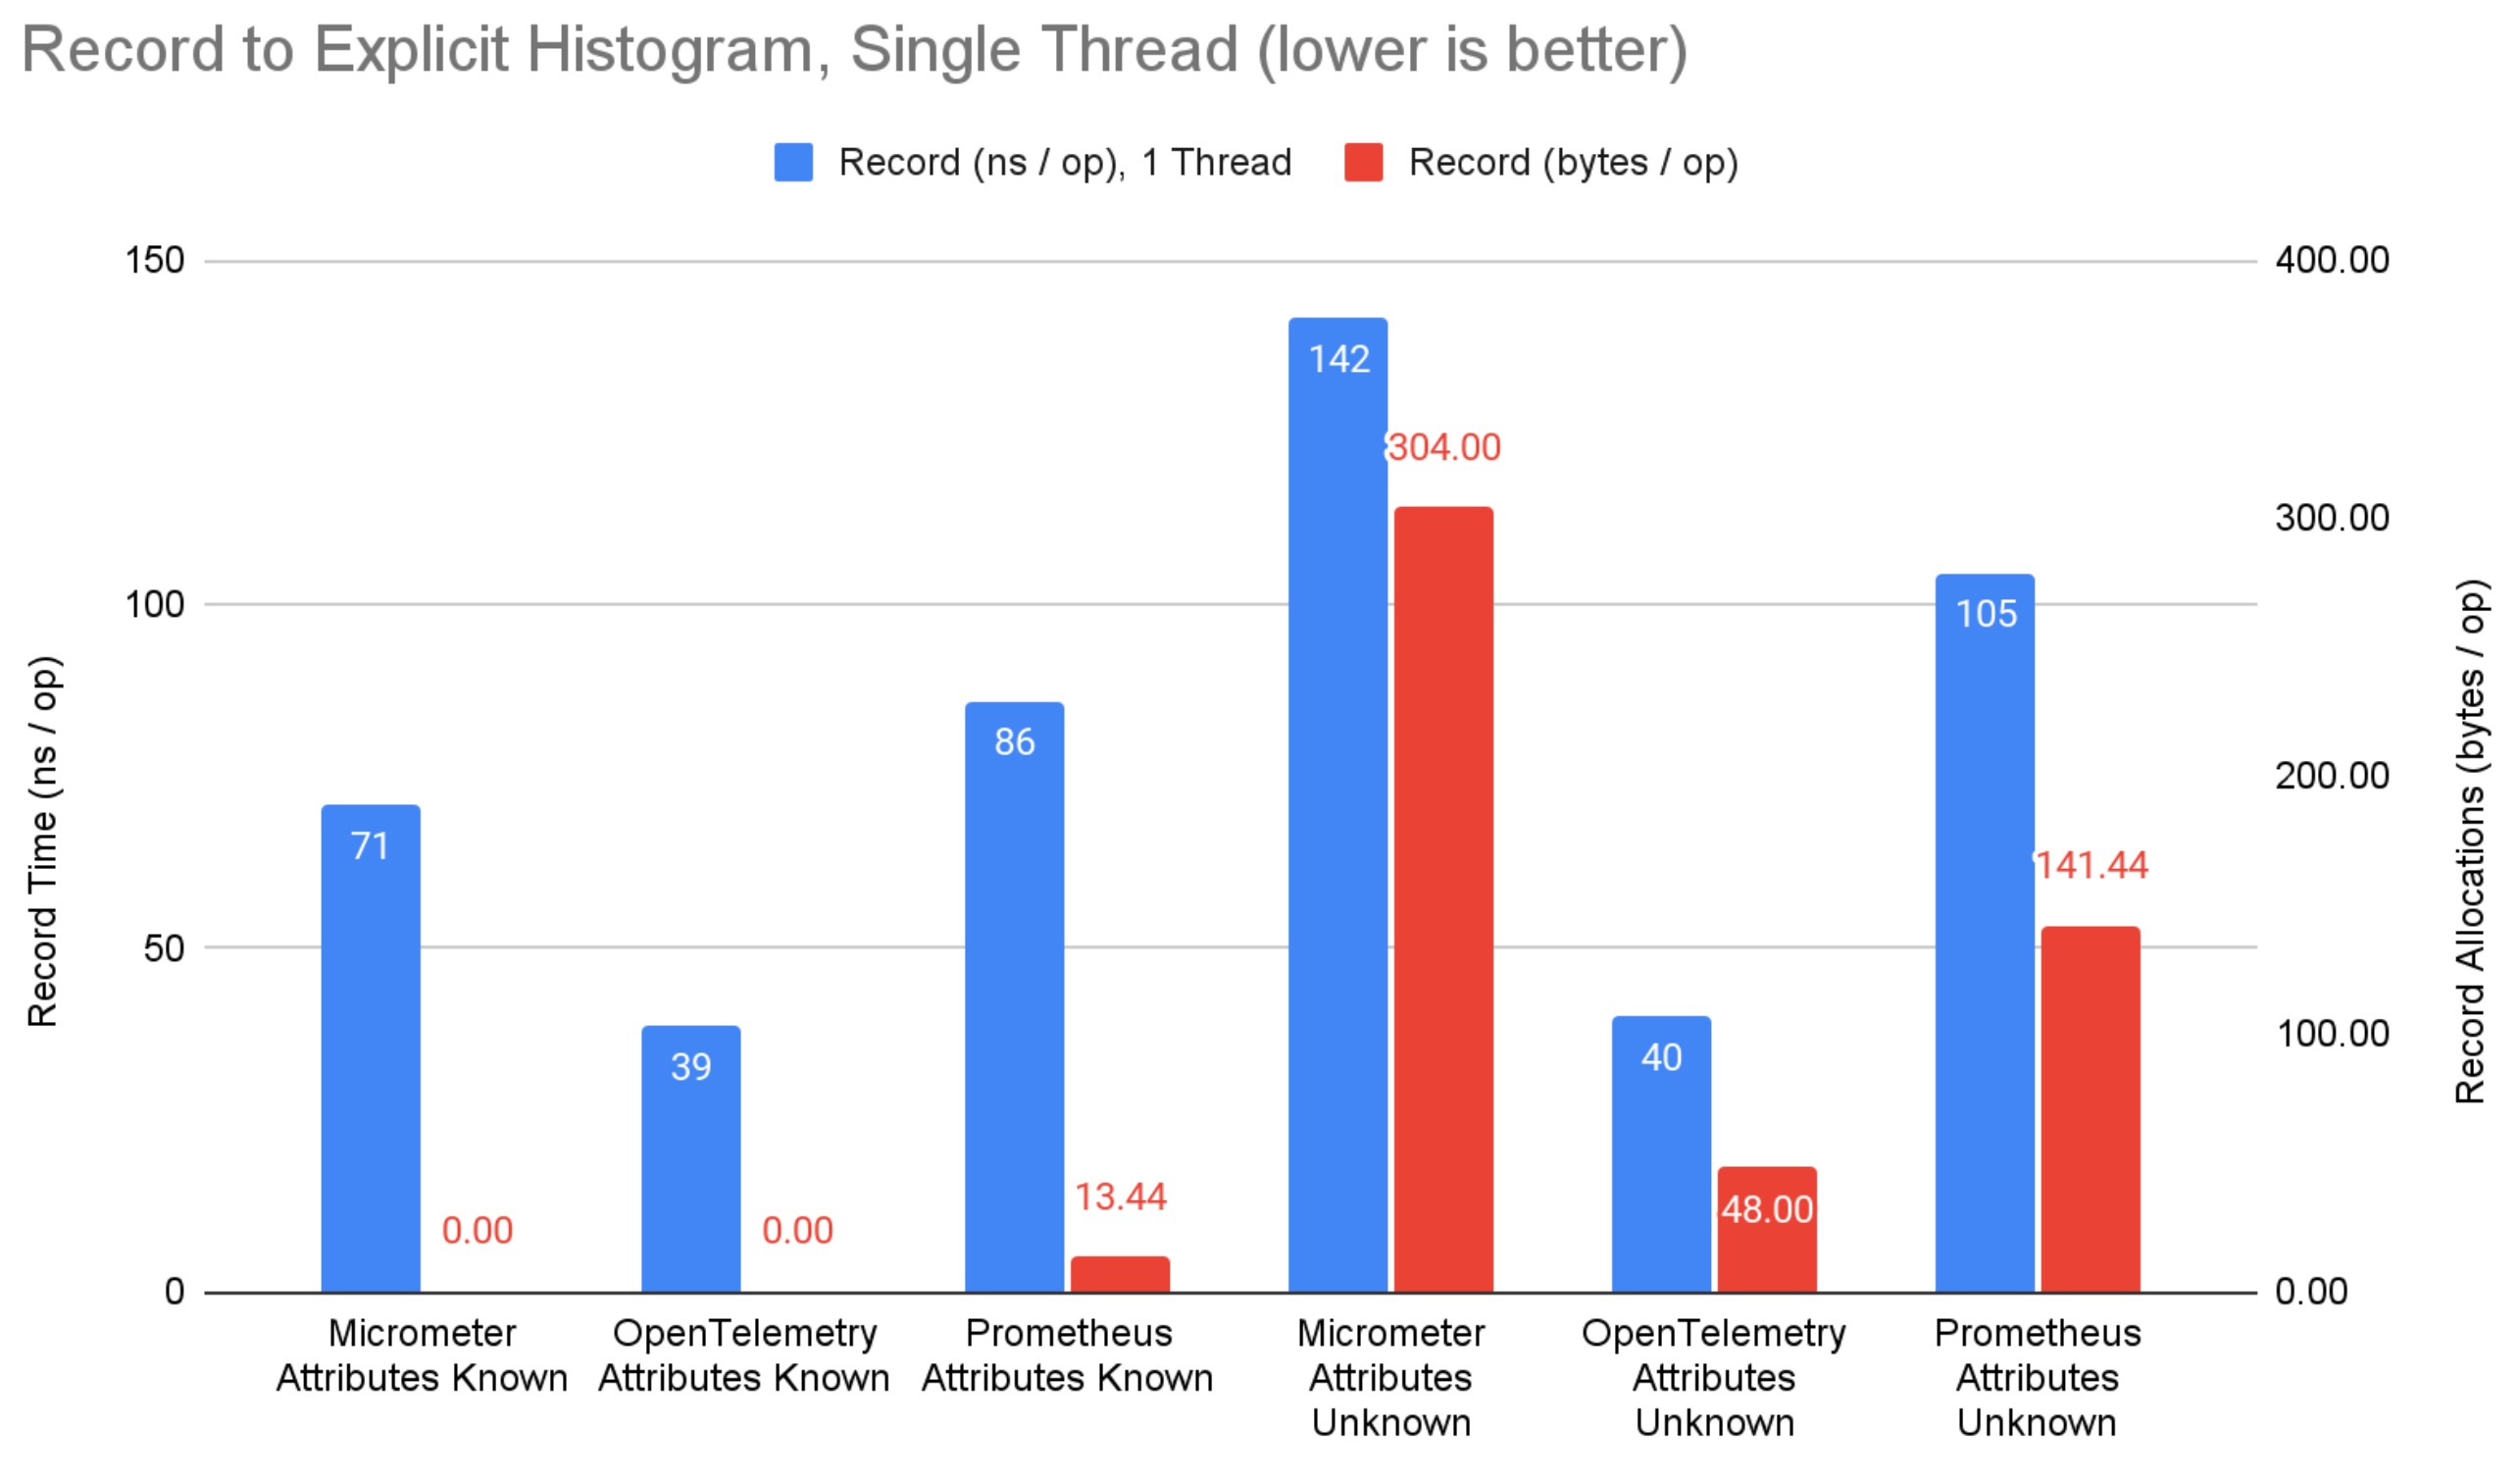 Record to Explicit Histogram, Single Thread (lower is better)
Record (ns / op), 1 Thread
Record (bytes / op)
150
100
50
0
Record Time (ns / op)
400.00
300.00
200.00
100.00
0.00
Record Allocations (bytes / op)
71
0.00
39
0.00
86
13.44
142
304.00
40
48.00
105
141.44
Micrometer
Attributes Known
OpenTelemetry
Attributes Known
Prometheus
Attributes Known
Micrometer
Attributes
Unknown
OpenTelemetry
Attributes
Unknown
Prometheus
Attributes
Unknown